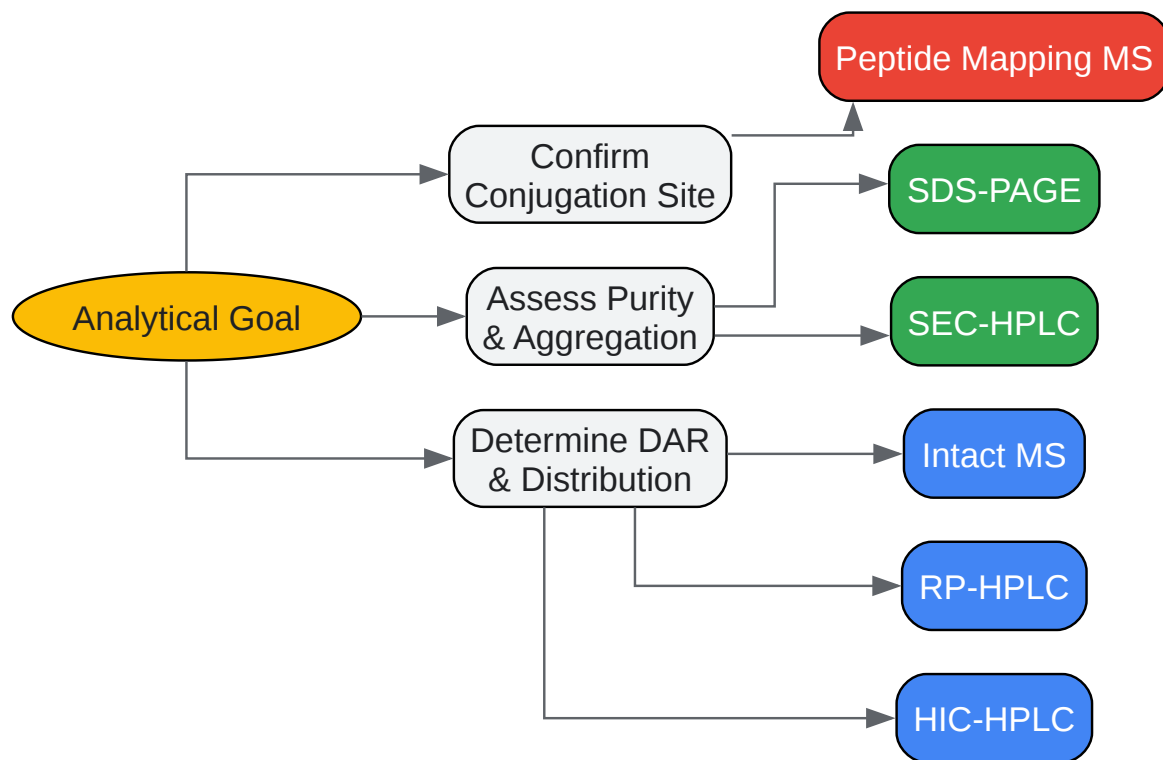 Peptide Mapping MS
Confirm
Conjugation Site
SDS-PAGE
Analytical Goal
Assess Purity
& Aggregation
SEC-HPLC
Determine DAR
& Distribution
Intact MS
RP-HPLC
HIC-HPLC